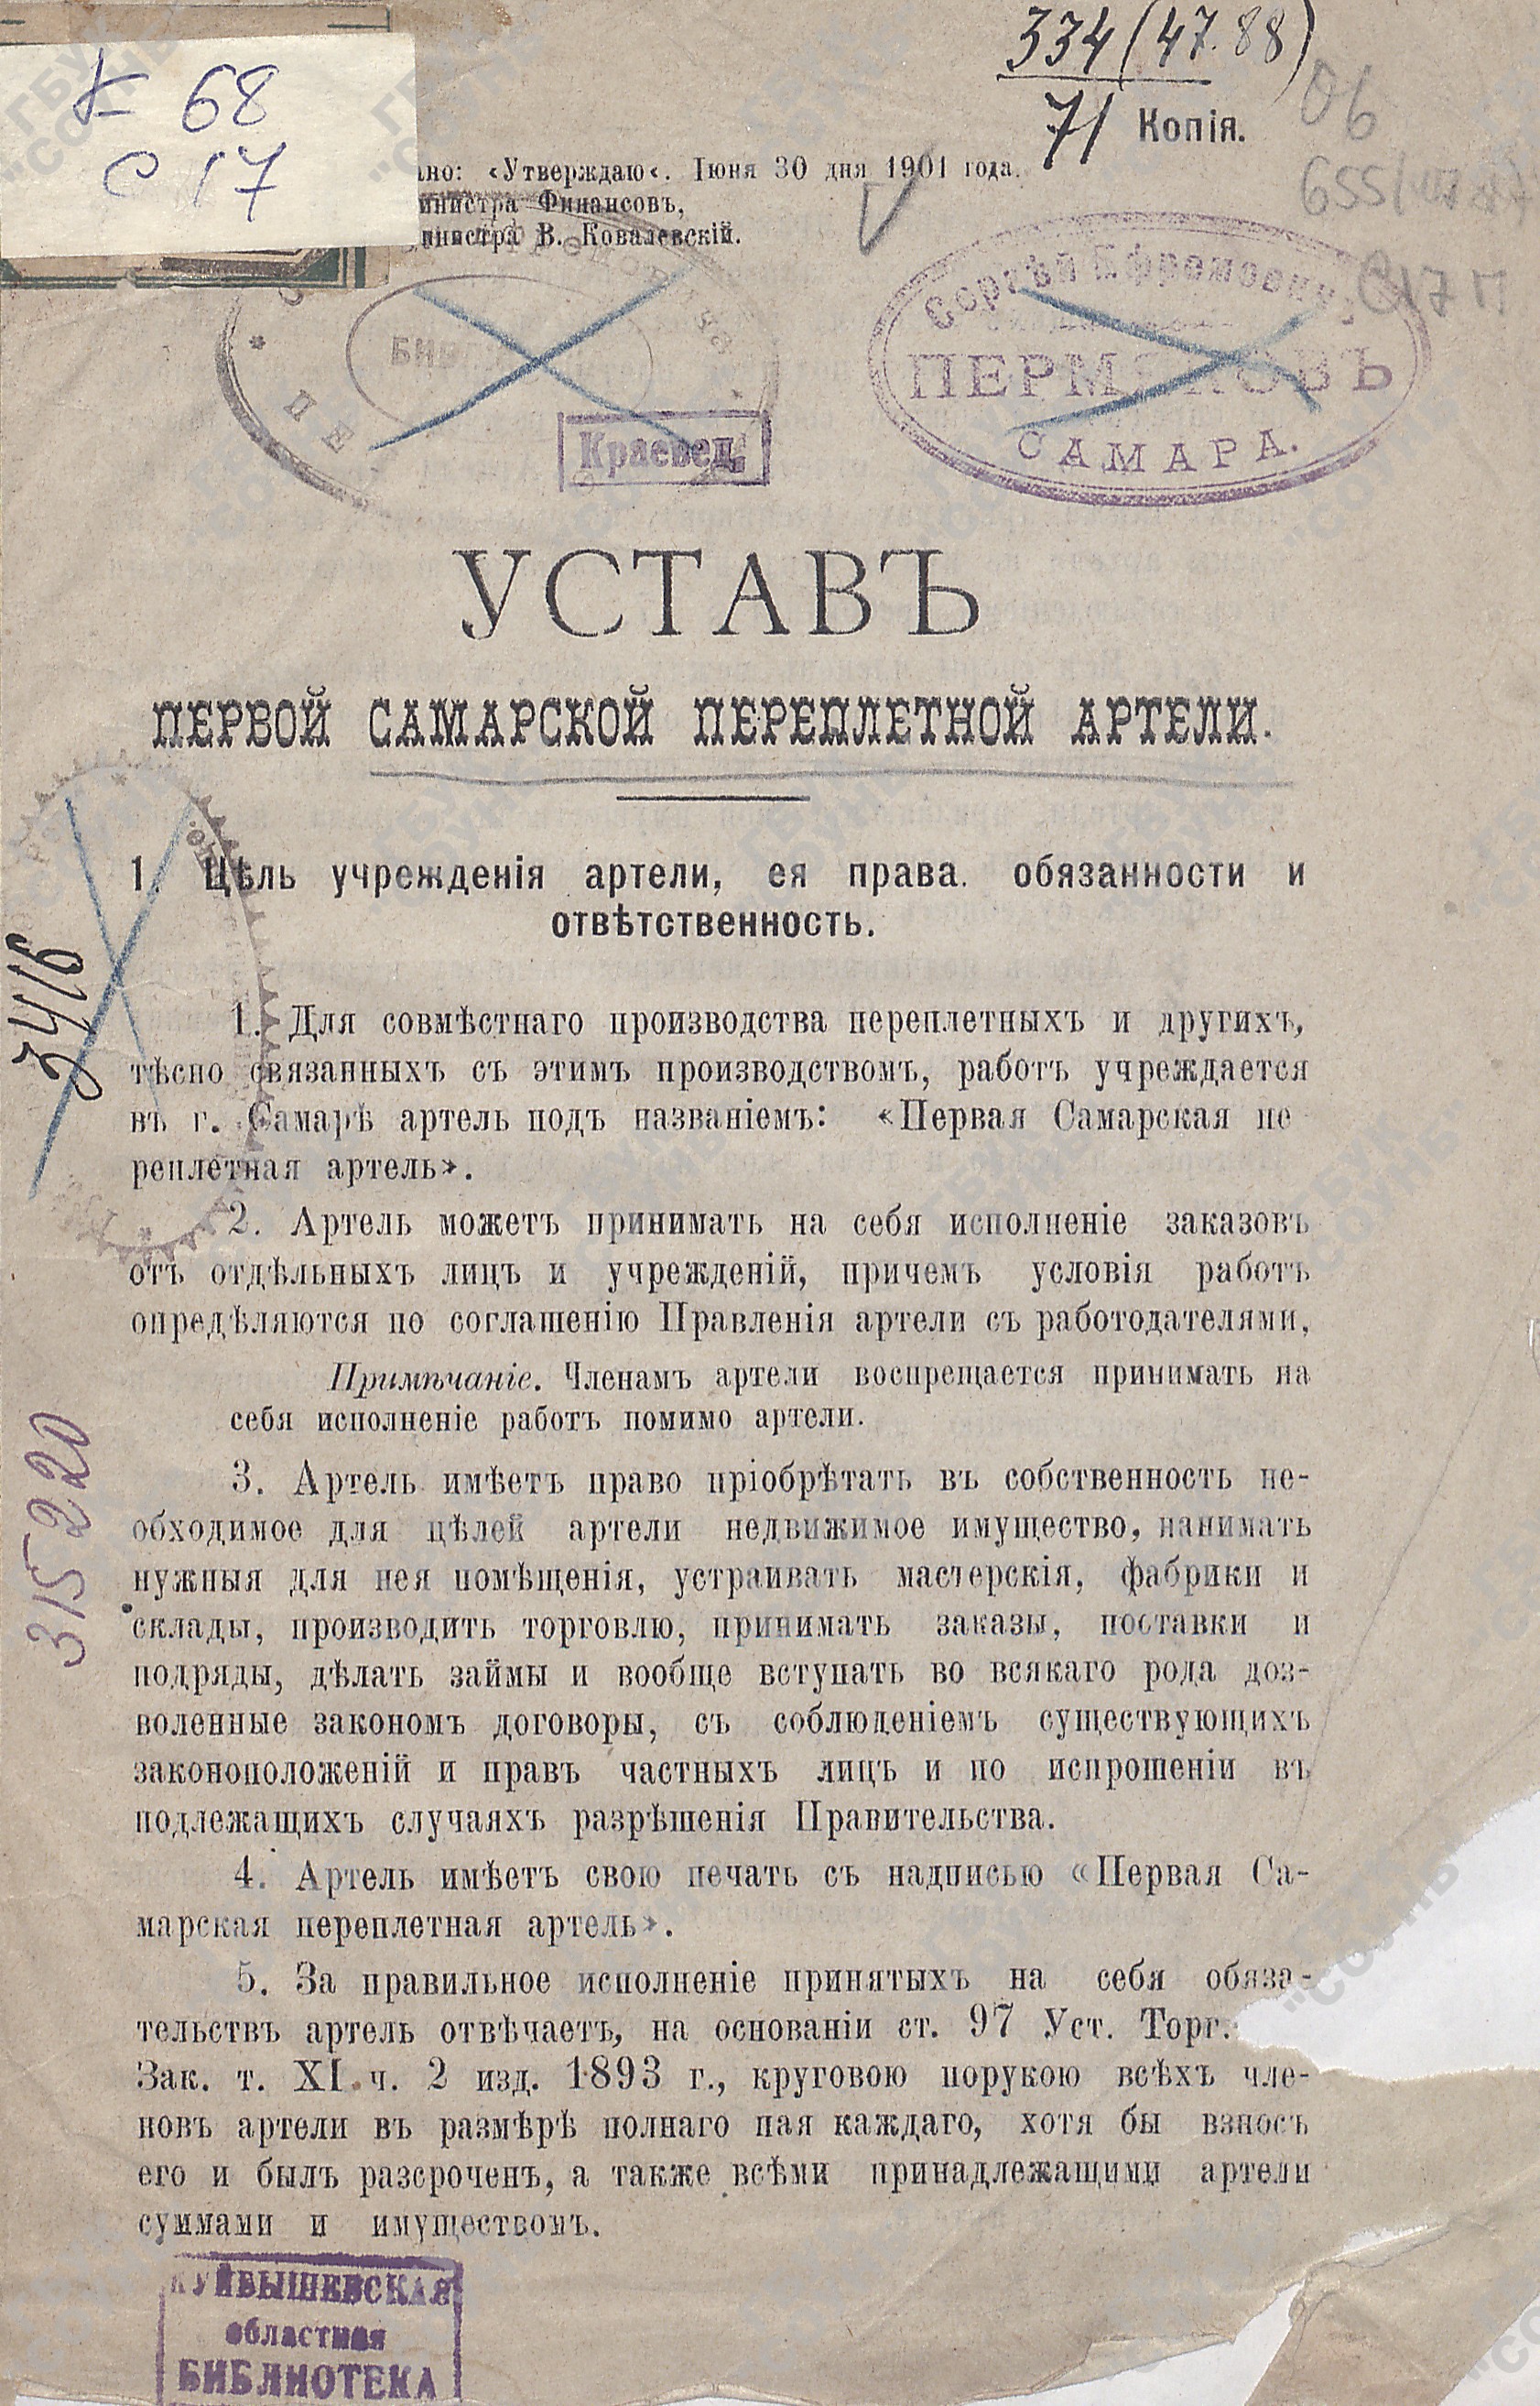 334(47.88)
71
Копія.
06
К 68
С 17
«Утверждаю«. Іюня 30 дня 1901 года.
Финансовъ,
В. Ковалевскій.
655(
С17П
Сергѣй Ефремовичъ
ПЕРМЯКОВЪ
САМАРА.
Краевед.
УСТАВЪ
ПЕРВОЙ САМАРСКОЙ ПЕРЕПЛЕТНОЙ АРТЕЛИ.
1. Цѣль учрежденія артели, ея права. обязанности и
отвѣтственность.
3416
1. Для совмѣстнаго производства переплетныхъ и другихъ,
тѣсно связанныхъ съ этимъ производствомъ, работъ учреждается
въ г. Самарѣ артель подъ названіемъ: «Первая Самарская пе
реплетная артель».
2. Артель можетъ принимать на себя исполненіе заказовъ
отъ отдѣльныхъ лицъ и учрежденій, причемъ условія работъ
опредѣляются по соглашенію Правленія артели съ работодателями,
Примѣчаніе. Членамъ артели воспрещается принимать на
себя исполненіе работъ помимо артели.
315220
3. Артель имѣетъ право пріобрѣтать въ собственность не-
обходимое для цѣлей артели недвижимое имущество, нанимать
нужныя для нея помѣщенія, устраивать мастерскія, фабрики и
склады, производить торговлю, принимать заказы, поставки и
подряды, дѣлать займы и вообще вступать во всякаго рода доз-
воленные закономъ договоры, съ соблюденіемъ существующихъ
законоположеній и правъ частныхъ лицъ и по испрошеніи въ
подлежащихъ случаяхъ разрѣшенія Правительства.
4. Артель имѣетъ свою печать съ надписью «Первая Са-
марская переплетная артель».
5. За правильное исполненіе принятыхъ на себя обяза-
тельствъ артель отвѣчаетъ, на основаніи ст. 97 Уст. Торг.
Зак. т. XI ч. 2 изд. 1893 г., круговою порукою всѣхъ чле-
новъ артели въ размѣрѣ полнаго пая каждаго, хотя бы взносъ
его и былъ разсроченъ, а также всѣми принадлежащими артели
суммами и имуществомъ.
КУЙБЫШЕВСКАЯ
областная
БИБЛИОТЕКА